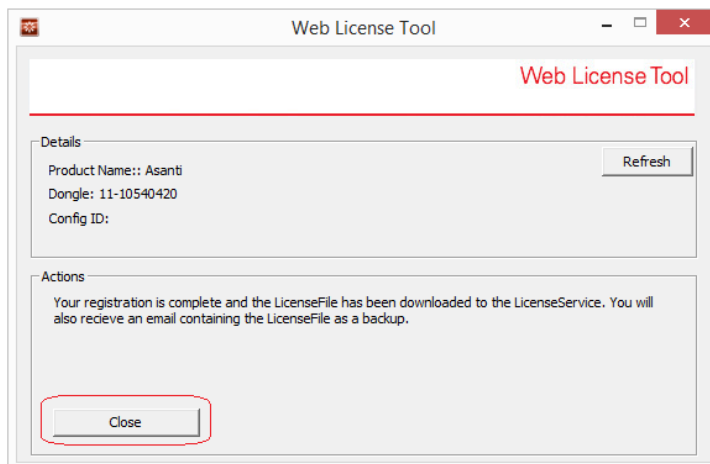 Web License Tool
Web License Tool
Details
Product Name:: Asanti
Refresh
Dongle: 11-10540420
Config ID:
Actions
Your registration is complete and the LicenseFile has been downloaded to the LicenseService. You will
also recieve an email containing the LicenseFile as a backup.
Close